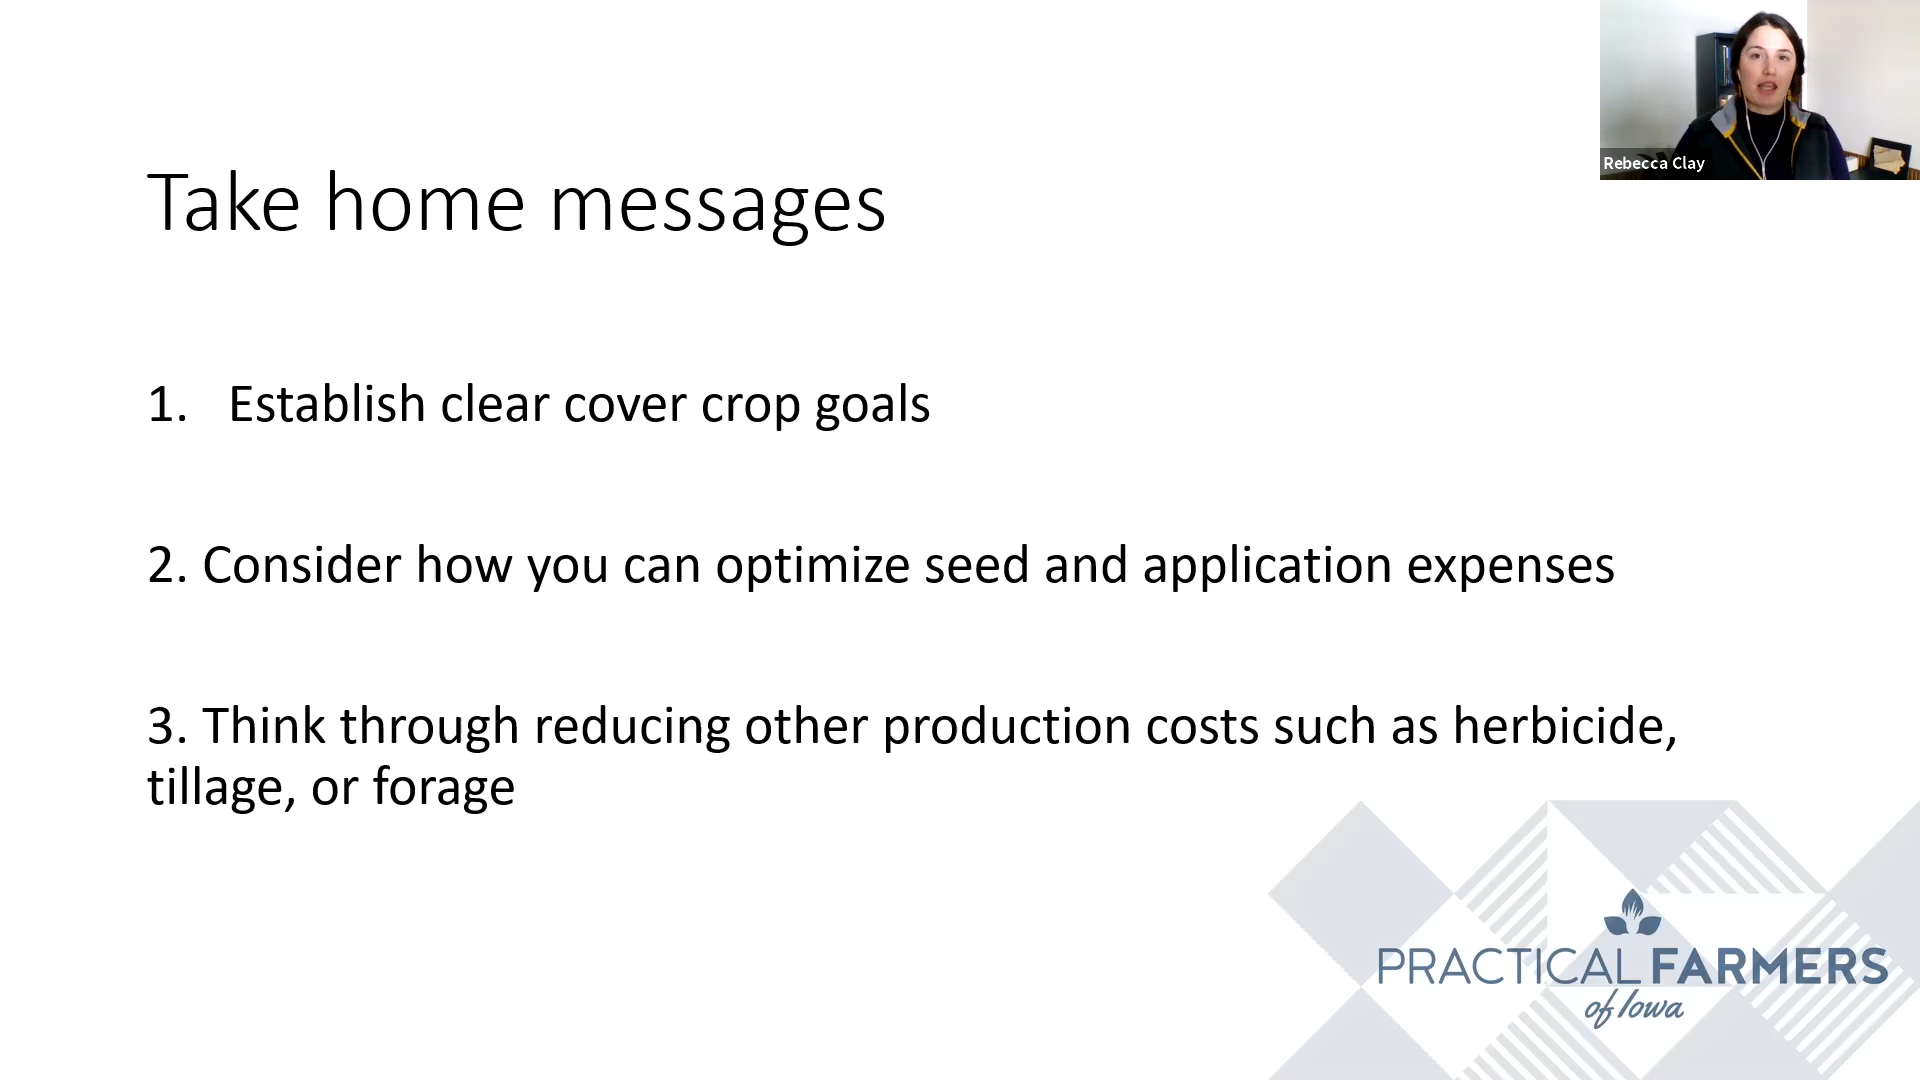 Rebecca Clay
Take home messages
1. Establish clear cover crop goals
2. Consider how you can optimize seed and application expenses
3. Think through reducing other production costs such as herbicide,
tillage, or forage
PRACTICAL FARMERS
of Iowa